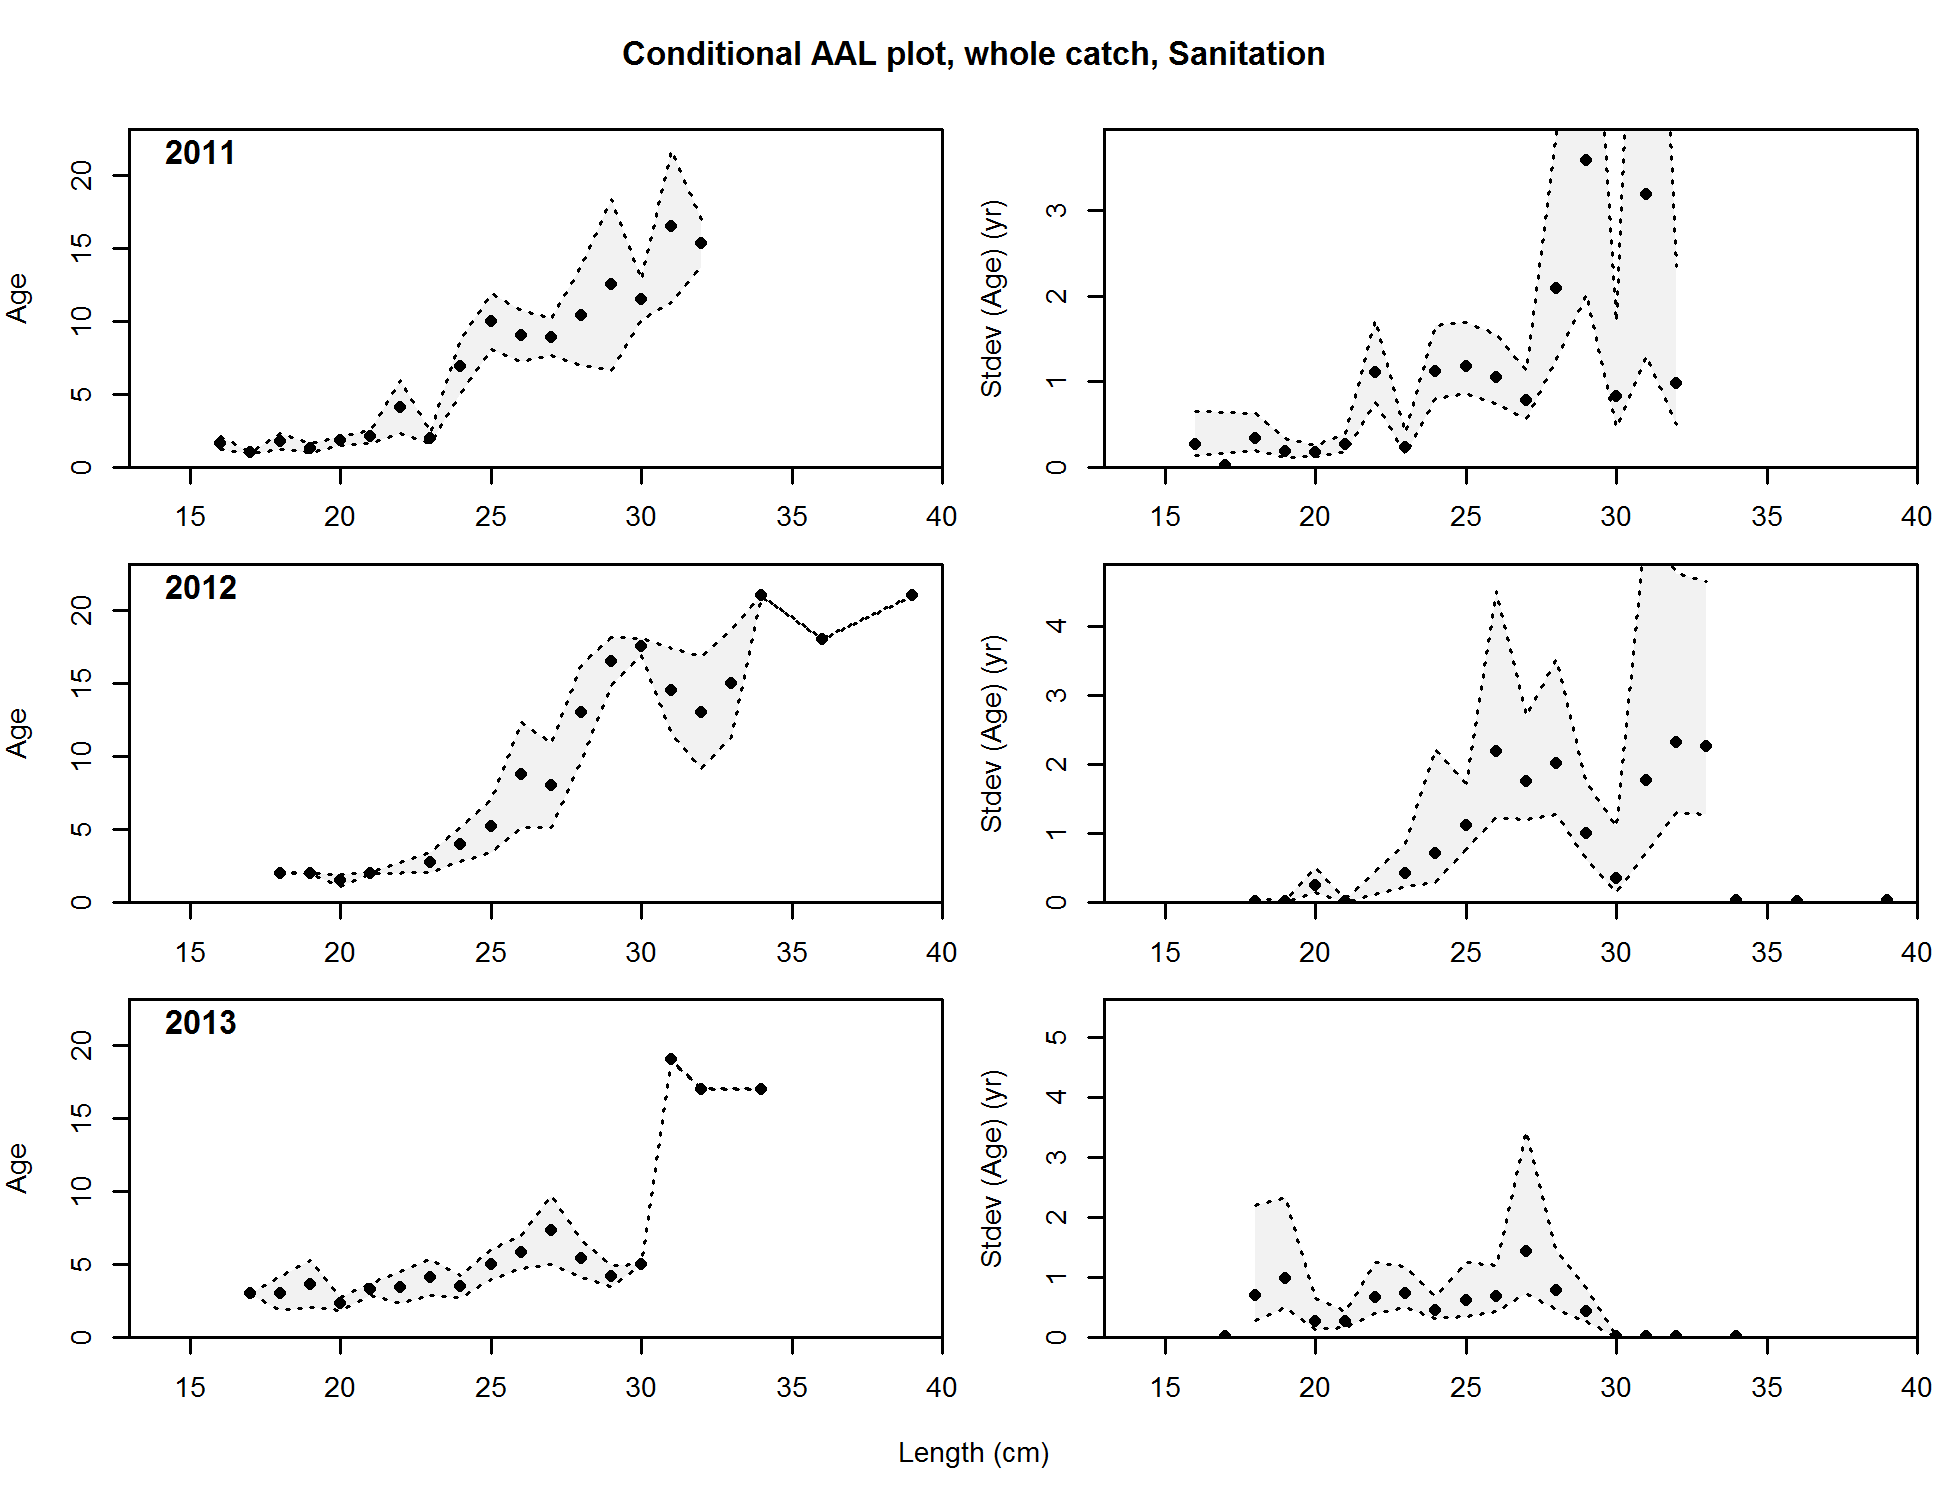 Conditional AAL plot, whole catch, Sanitation
2011
Age
0 5 10 15 20
15 20 25 30 35 40
Stdev (Age) (yr)
0 1 2 3
15 20 25 30 35 40
2012
Age
0 5 10 15 20
15 20 25 30 35 40
Stdev (Age) (yr)
0 1 2 3 4
15 20 25 30 35 40
2013
Age
0 5 10 15 20
15 20 25 30 35 40
Stdev (Age) (yr)
0 1 2 3 4 5
15 20 25 30 35 40
Length (cm)